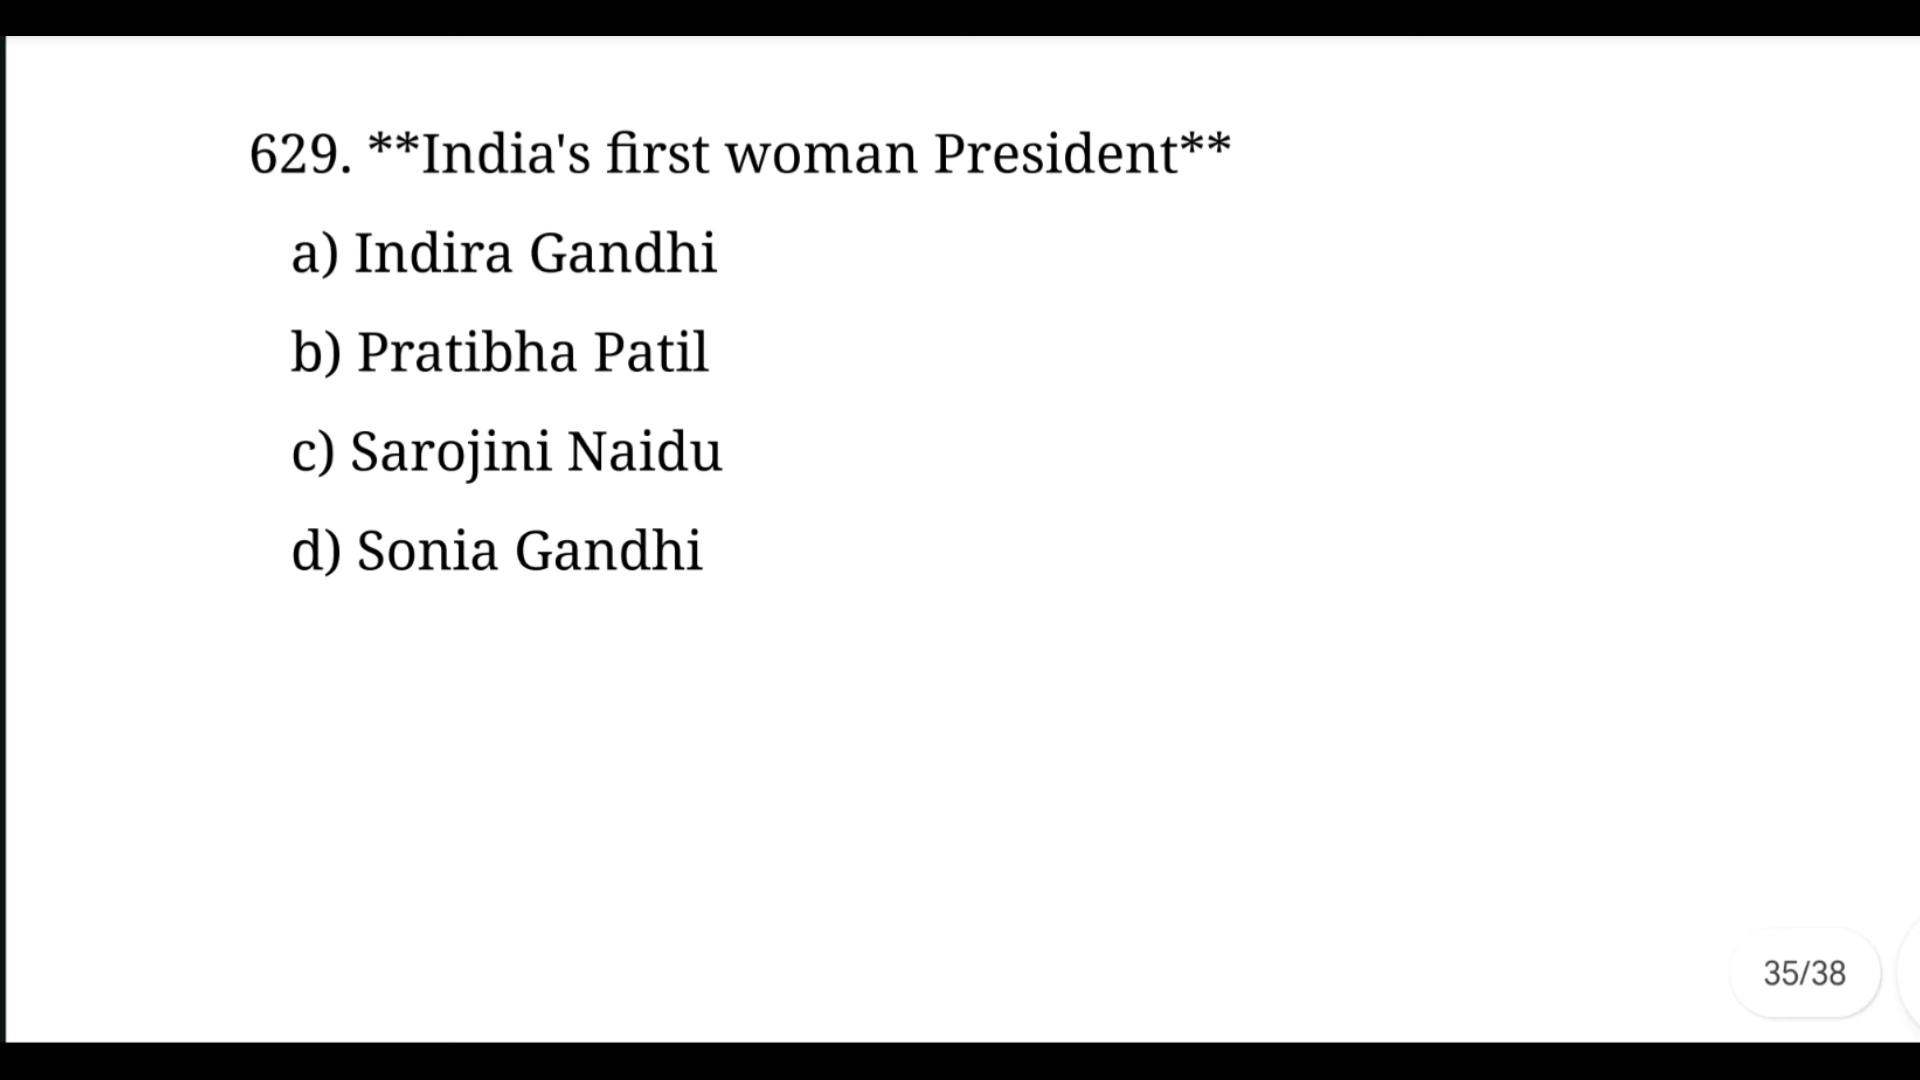 629. **India's first woman President**
a) Indira Gandhi
b) Pratibha Patil
c) Sarojini Naidu
d) Sonia Gandhi
35/38